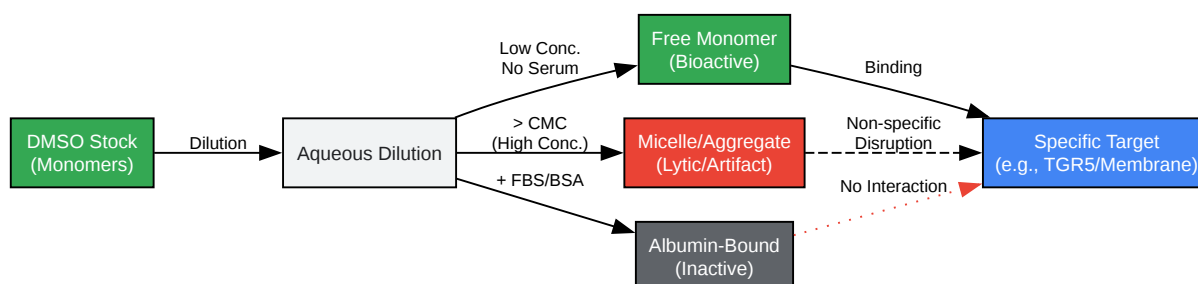 DMSO Stock
(Monomers)
Dilution
Aqueous Dilution
Low Conc.
No Serum
> CMC
(High Conc.)
+ FBS/BSA
Free Monomer
(Bioactive)
Micelle/Aggregate
(Lytic/Artifact)
Albumin-Bound
(Inactive)
Binding
Non-specific
Disruption
No Interaction
Specific Target
(e.g., TGR5/Membrane)